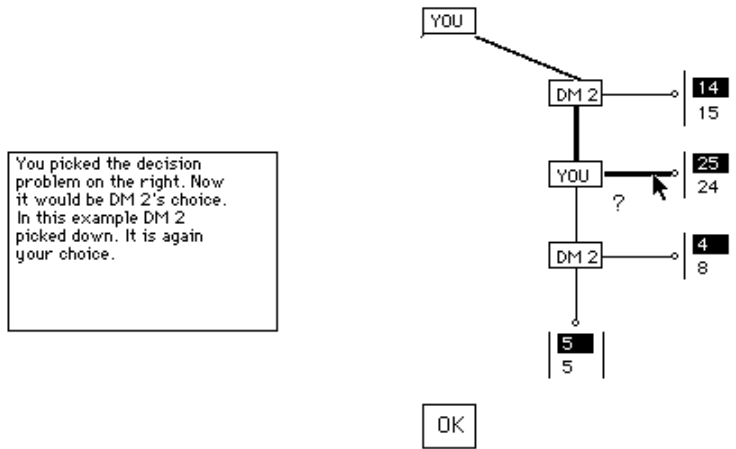 YOU
DM 2
14
15
You picked the decision
problem on the right. Now
it would be DM 2's choice.
In this example DM 2
picked down. It is again
your choice.
YOU
25
24
?
DM 2
4
8
5
5
OK